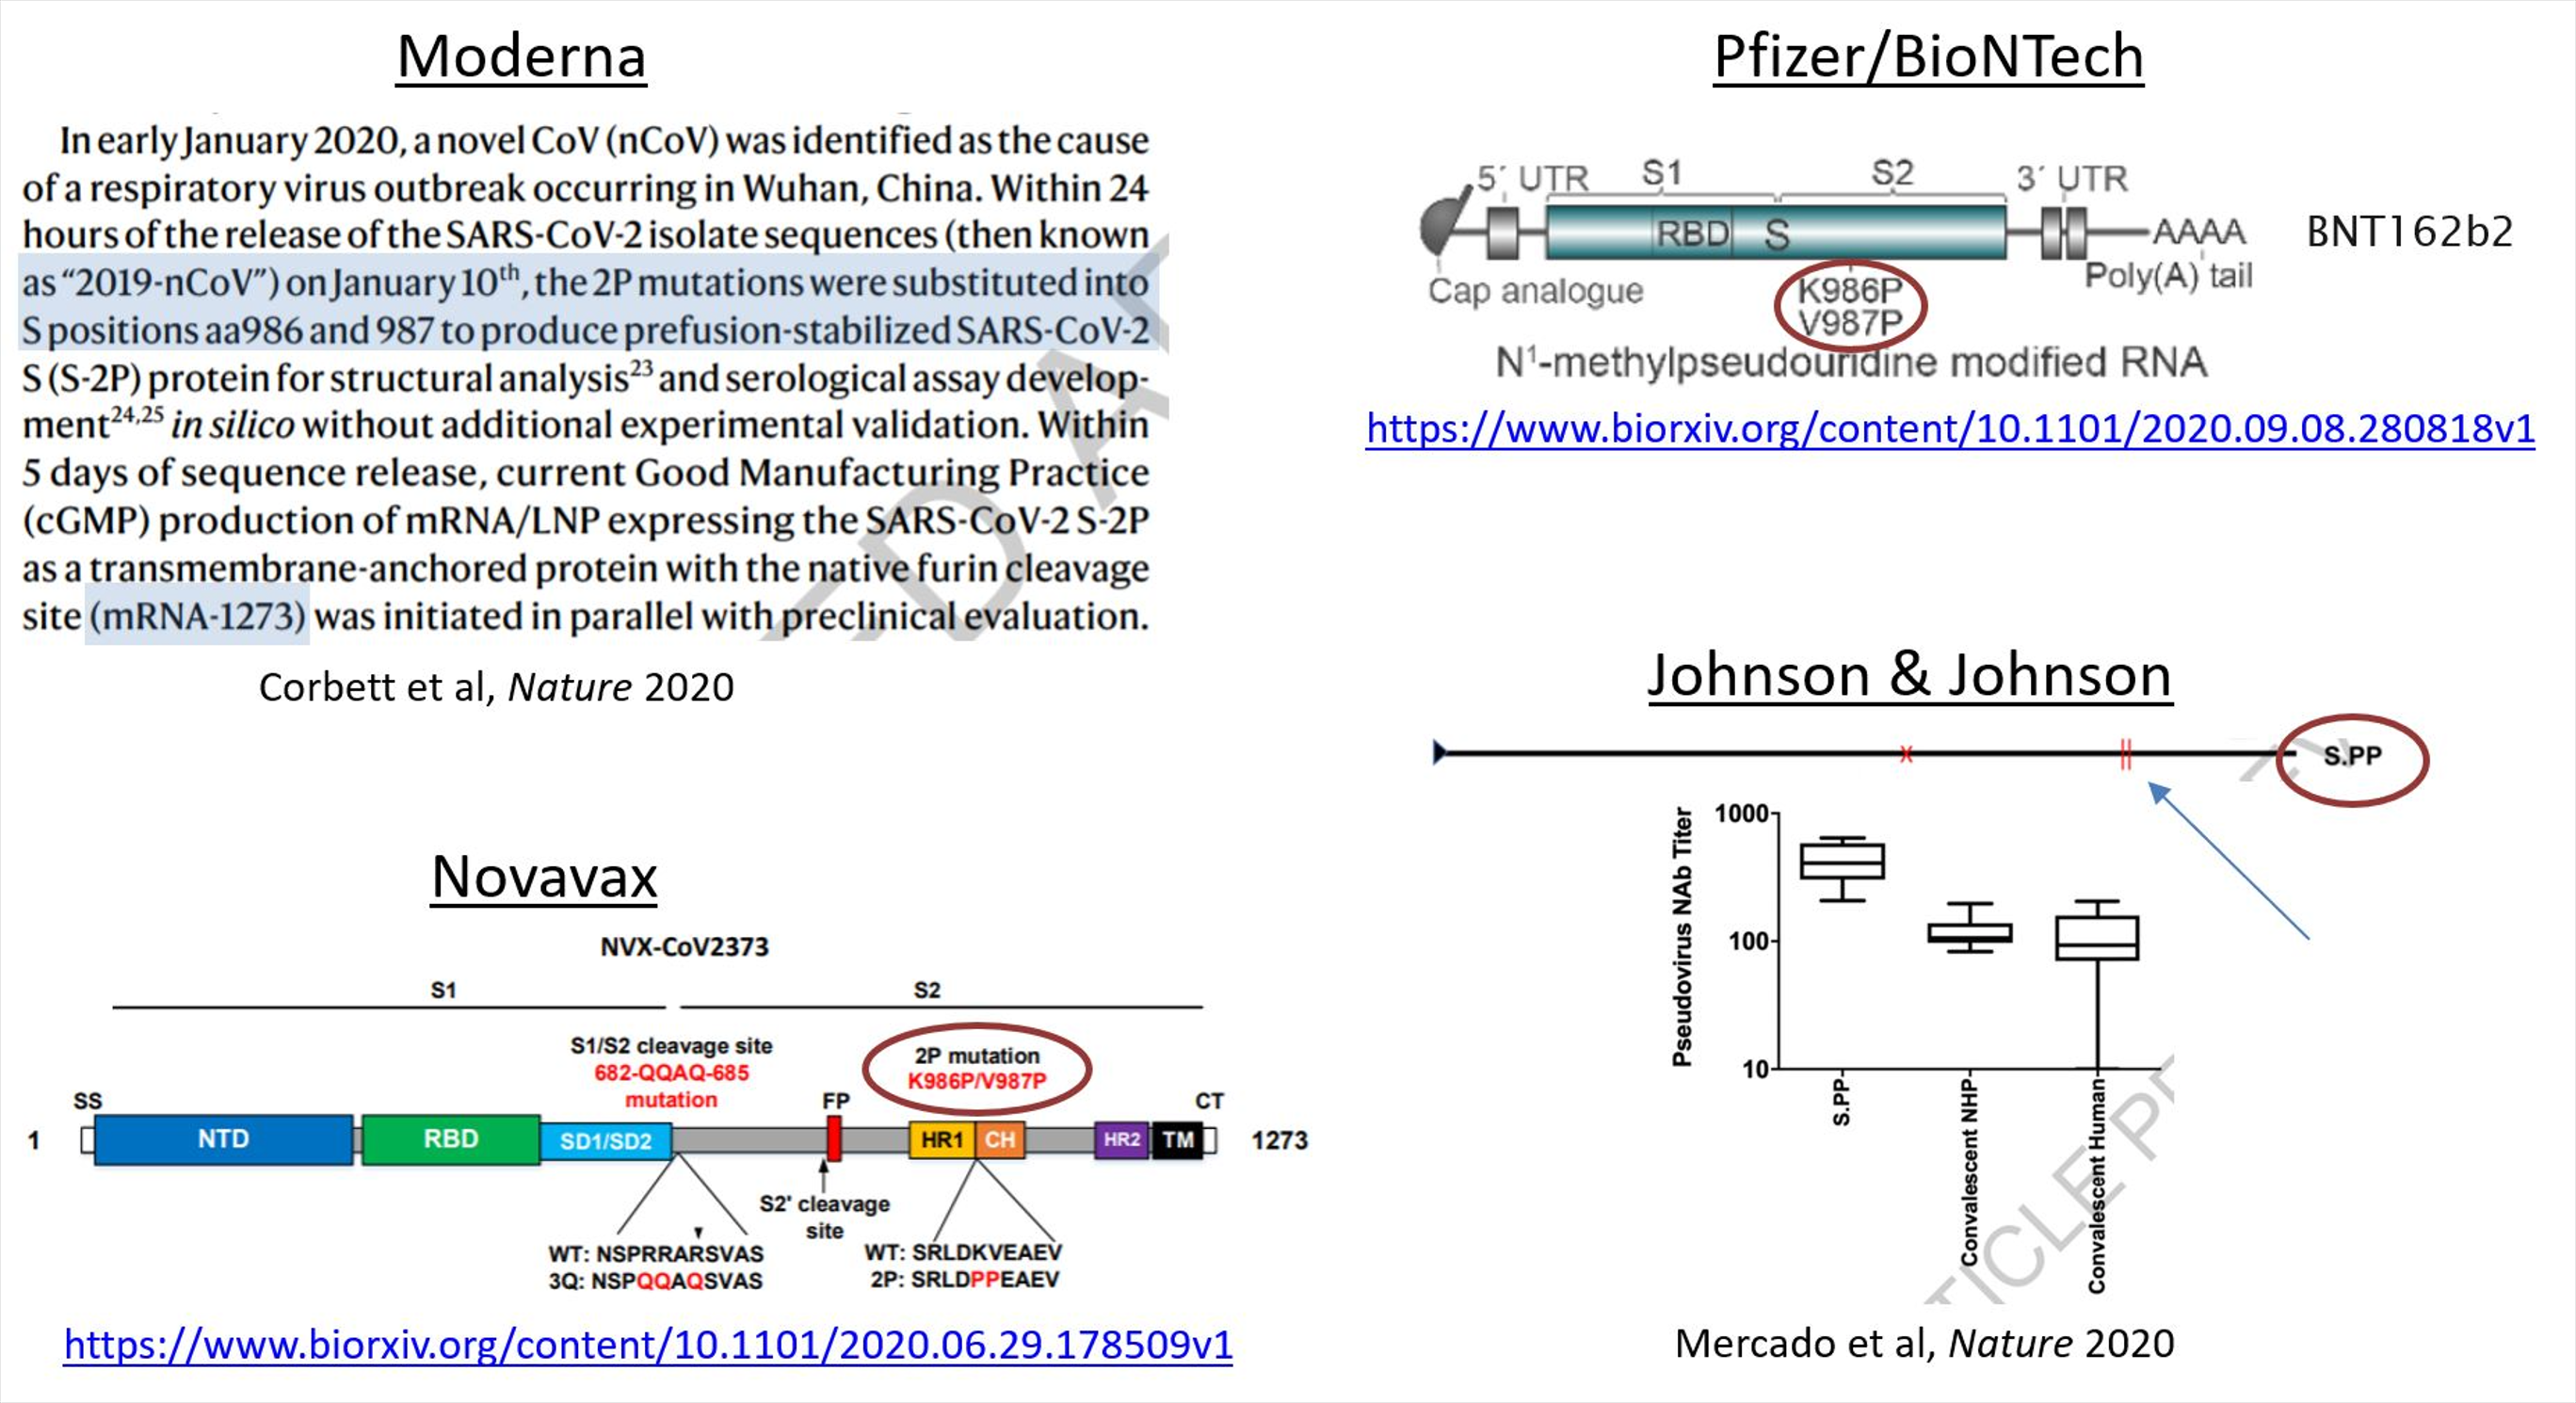 Moderna
In early January 2020, a novel CoV (nCoV) was identified as the cause
of a respiratory virus outbreak occurring in Wuhan, China. Within 24
hours of the release of the SARS-CoV-2 isolate sequences (then known
as “2019-nCoV”) on January 10th, the 2P mutations were substituted into
S positions aa986 and 987 to produce prefusion-stabilized SARS-CoV-2
S (S-2P) protein for structural analysis23 and serological assay develop-
ment24,25 in silico without additional experimental validation. Within
5 days of sequence release, current Good Manufacturing Practice
(cGMP) production of mRNA/LNP expressing the SARS-CoV-2 S-2P
as a transmembrane-anchored protein with the native furin cleavage
site (mRNA-1273) was initiated in parallel with preclinical evaluation.
Corbett et al, Nature 2020
Pfizer/BioNTech
5´ UTR S1 S2 3´ UTR
RBD S AAAA BNT162b2
Cap analogue Poly(A) tail
K986P
V987P
N1-methylpseudouridine modified RNA
https://www.biorxiv.org/content/10.1101/2020.09.08.280818v1
Novavax
NVX-CoV2373
S1 S2
S1/S2 cleavage site
682-QQAQ-685
mutation
2P mutation
K986P/V987P
SS FP CT
1 NTD RBD SD1/SD2 HR1 CH HR2 TM 1273
S2' cleavage
site
WT: NSPRRARSVAS
3Q: NSPQQAQSVAS
WT: SRLDKVEAEV
2P: SRLDPPEAEV
https://www.biorxiv.org/content/10.1101/2020.06.29.178509v1
Johnson & Johnson
S.PP
Pseudovirus NAb Titer
1000
100
10
S.PP
Convalescent NHP
Convalescent Human
TICLE P
Mercado et al, Nature 2020